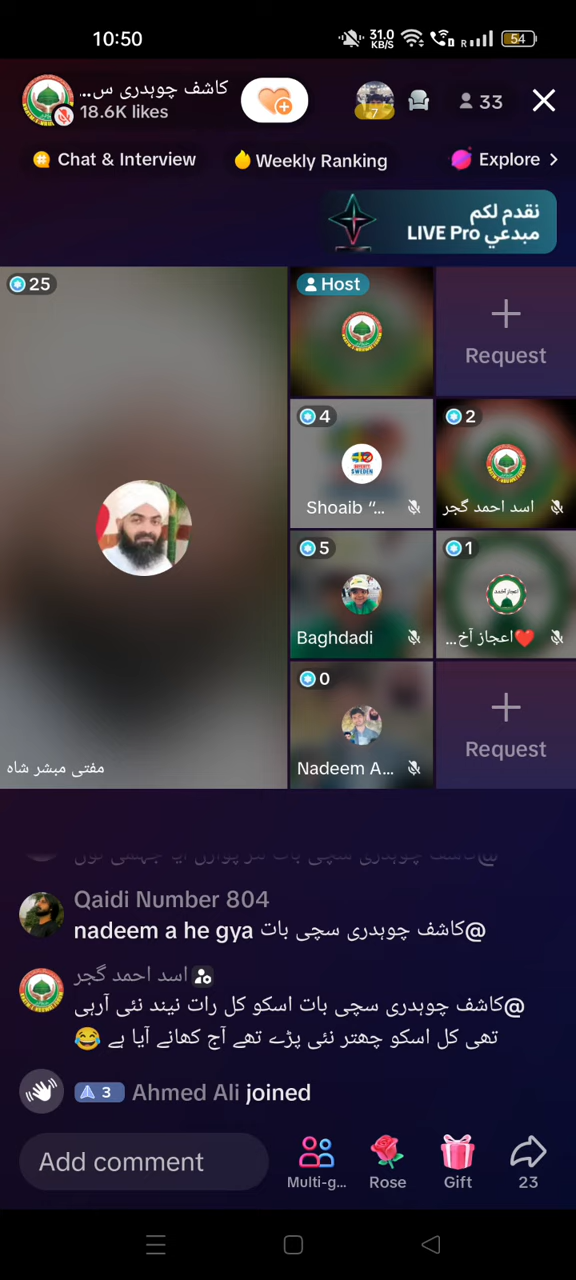 10:50
31.0
KB/S
R
54
کاشف چوہدری س...
18.6K likes
7
33
Chat & Interview
Weekly Ranking
Explore >
نقدم لكم
مبدعي LIVE Pro
25
Host
Request
4
Shoaib “...
2
اسد احمد گجر
5
Baghdadi
1
❤️اعجاز آخ...
0
Nadeem A...
Request
مفتی مبشر شاہ
Qaidi Number 804
nadeem a he gya @کاشف چوہدری سچی بات
اسد احمد گجر
@کاشف چوہدری سچی بات اسکو کل رات نیند نئی آرہی
تھی کل اسکو چھتر نئی پڑے تھے آج کھانے آیا ہے 😂
3 Ahmed Ali joined
Add comment
Multi-g...
Rose
Gift
23